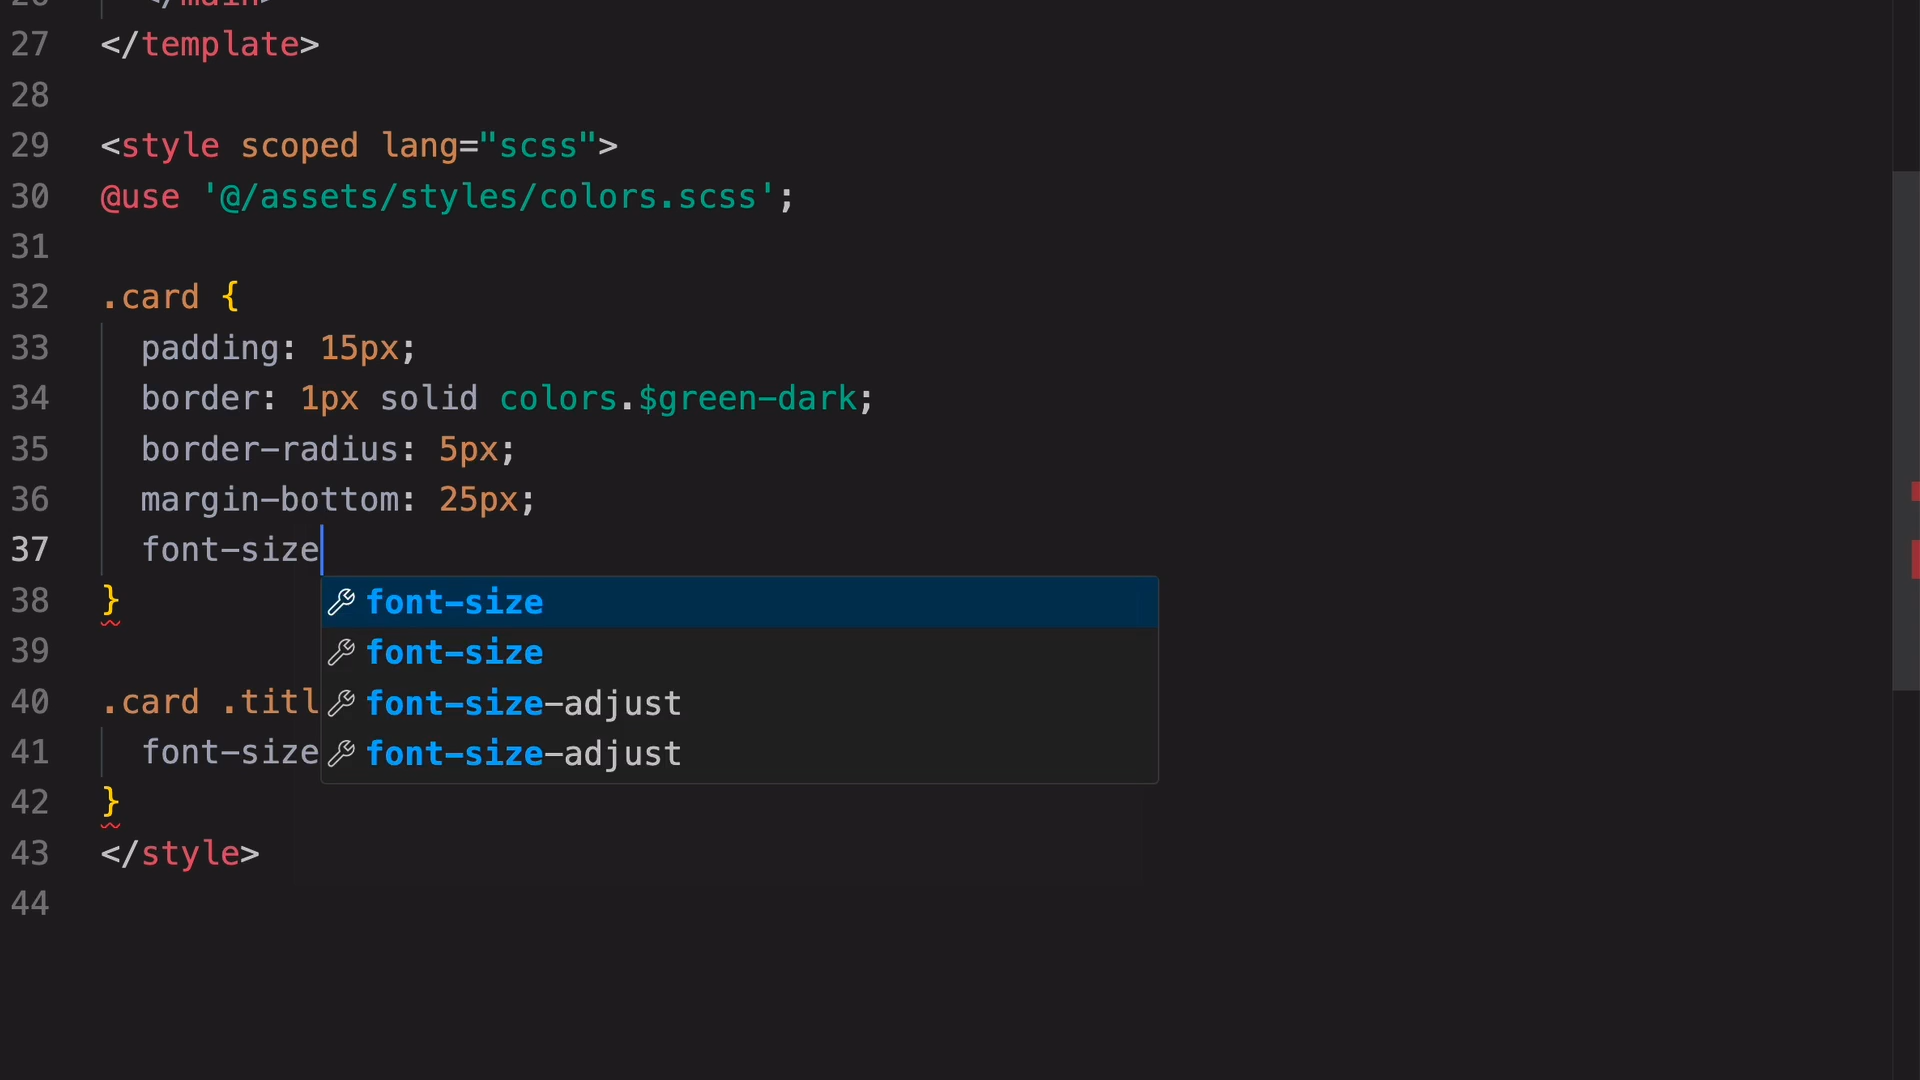 27 </template>
28
29 <style scoped lang="scss">
30 @use '@/assets/styles/colors.scss';
31
32 .card {
33 padding: 15px;
34 border: 1px solid colors.$green-dark;
35 border-radius: 5px;
36 margin-bottom: 25px;
37 font-size
38 }
font-size
39
font-size
40 .card .titl
font-size-adjust
41 font-size
font-size-adjust
42 }
43 </style>
44